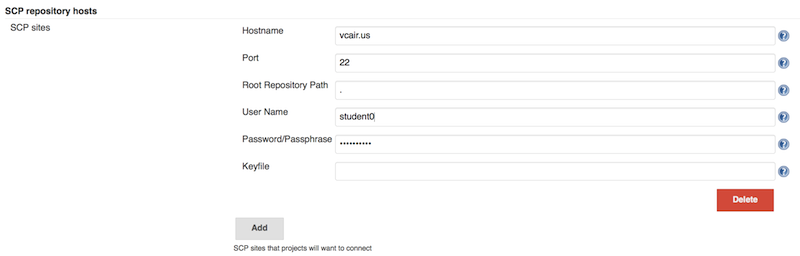 SCP repository hosts
SCP sites
Hostname
vcair.us
Port
22
Root Repository Path
.
User Name
student0
Password/Passphrase
••••••••••
Keyfile
Delete
Add
SCP sites that projects will want to connect